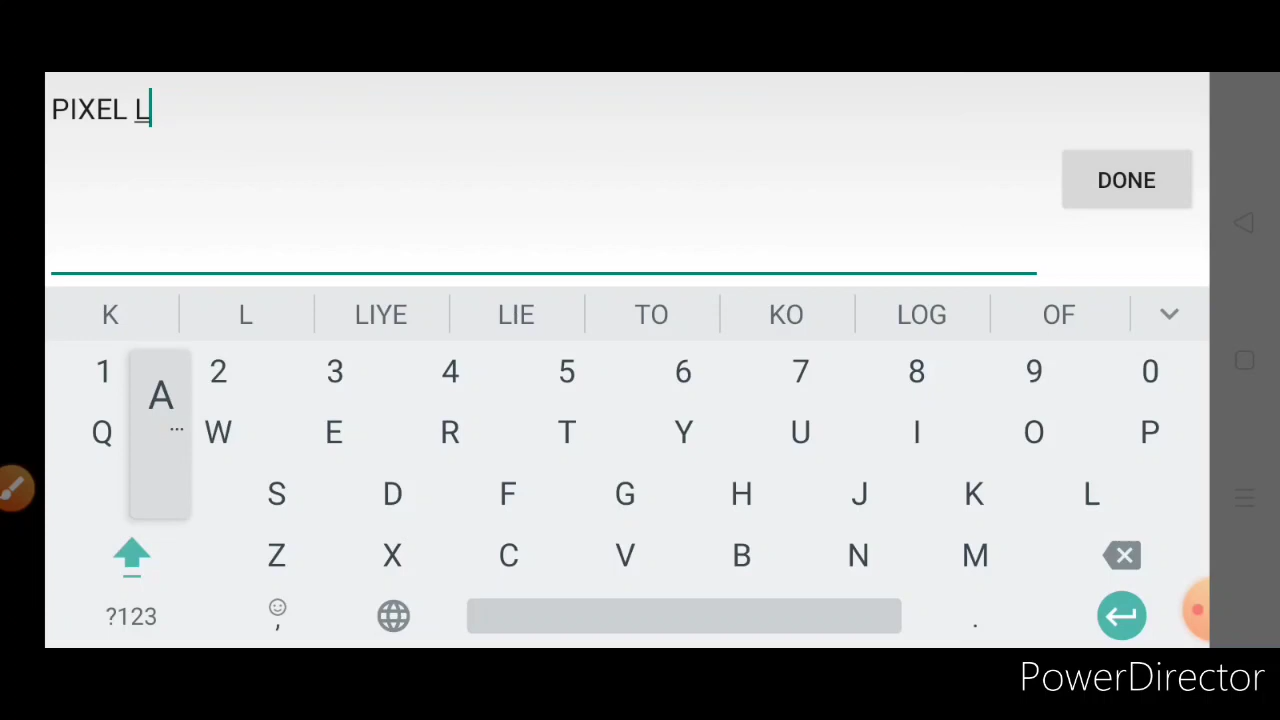 PIXEL L
DONE
K L LIYE LIE TO KO LOG OF
1 2 3 4 5 6 7 8 9 0
A
...
Q W E R T Y U I O P
S D F G H J K L
Z X C V B N M
?123 , .
PowerDirector